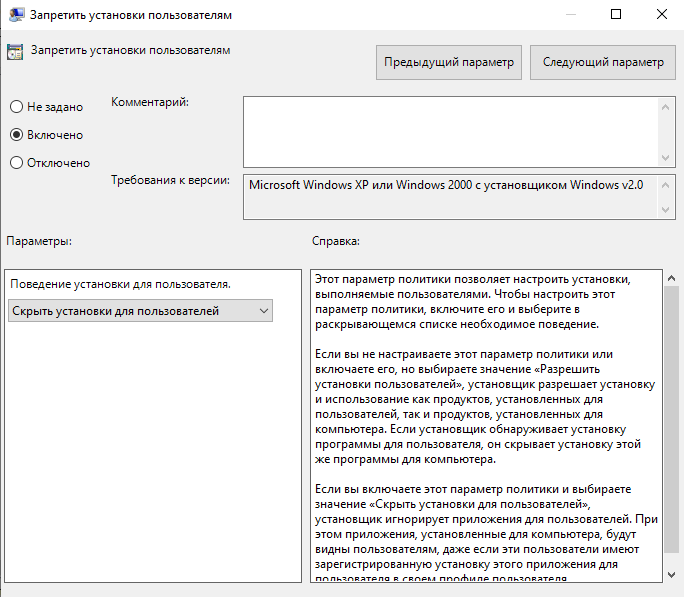 Запретить установки пользователям
Запретить установки пользователям
Предыдущий параметр
Следующий параметр
Не задано
Включено
Отключено
Комментарий:
Требования к версии:
Microsoft Windows XP или Windows 2000 с установщиком Windows v2.0
Параметры:
Справка:
Поведение установки для пользователя.
Скрыть установки для пользователей
Этот параметр политики позволяет настроить установки,
выполняемые пользователями. Чтобы настроить этот
параметр политики, включите его и выберите в
раскрывающемся списке необходимое поведение.
Если вы не настраиваете этот параметр политики или
включаете его, но выбираете значение «Разрешить
установки пользователей», установщик разрешает установку
и использование как продуктов, установленных для
пользователей, так и продуктов, установленных для
компьютера. Если установщик обнаруживает установку
программы для пользователя, он скрывает установку этой
же программы для компьютера.
Если вы включаете этот параметр политики и выбираете
значение «Скрыть установки для пользователей»,
установщик игнорирует приложения для пользователей. При
этом приложения, установленные для компьютера, будут
видны пользователям, даже если эти пользователи имеют
зарегистрированную установку этого приложения для
пользователя в своем профиле пользователя.